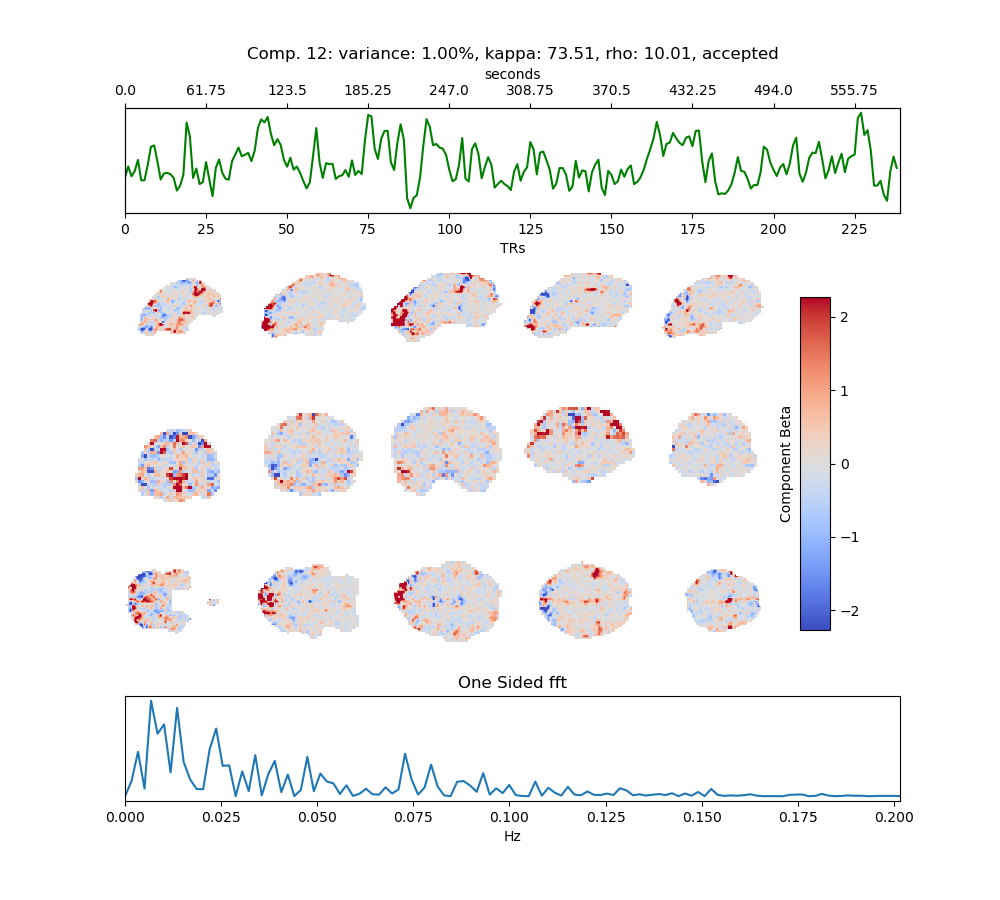 Comp. 12: variance: 1.00%, kappa: 73.51, rho: 10.01, accepted
seconds
0.0 61.75 123.5 185.25 247.0 308.75 370.5 432.25 494.0 555.75
0 25 50 75 100 125 150 175 200 225
TRs
2
1
0
−1
−2
Component Beta
One Sided fft
0.000 0.025 0.050 0.075 0.100 0.125 0.150 0.175 0.200
Hz